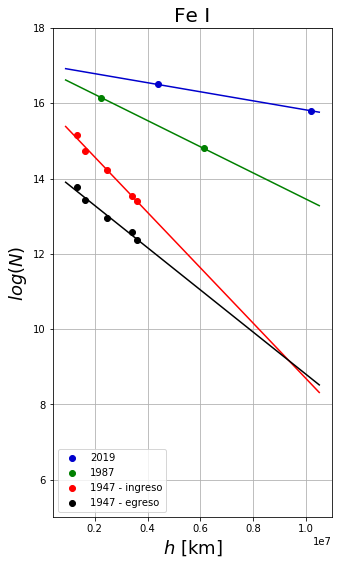 Fe I
18
16
14
12
10
8
6
log(N)
2019
1987
1947 - ingreso
1947 - egreso
0.2 0.4 0.6 0.8 1.0
1e7
h [km]